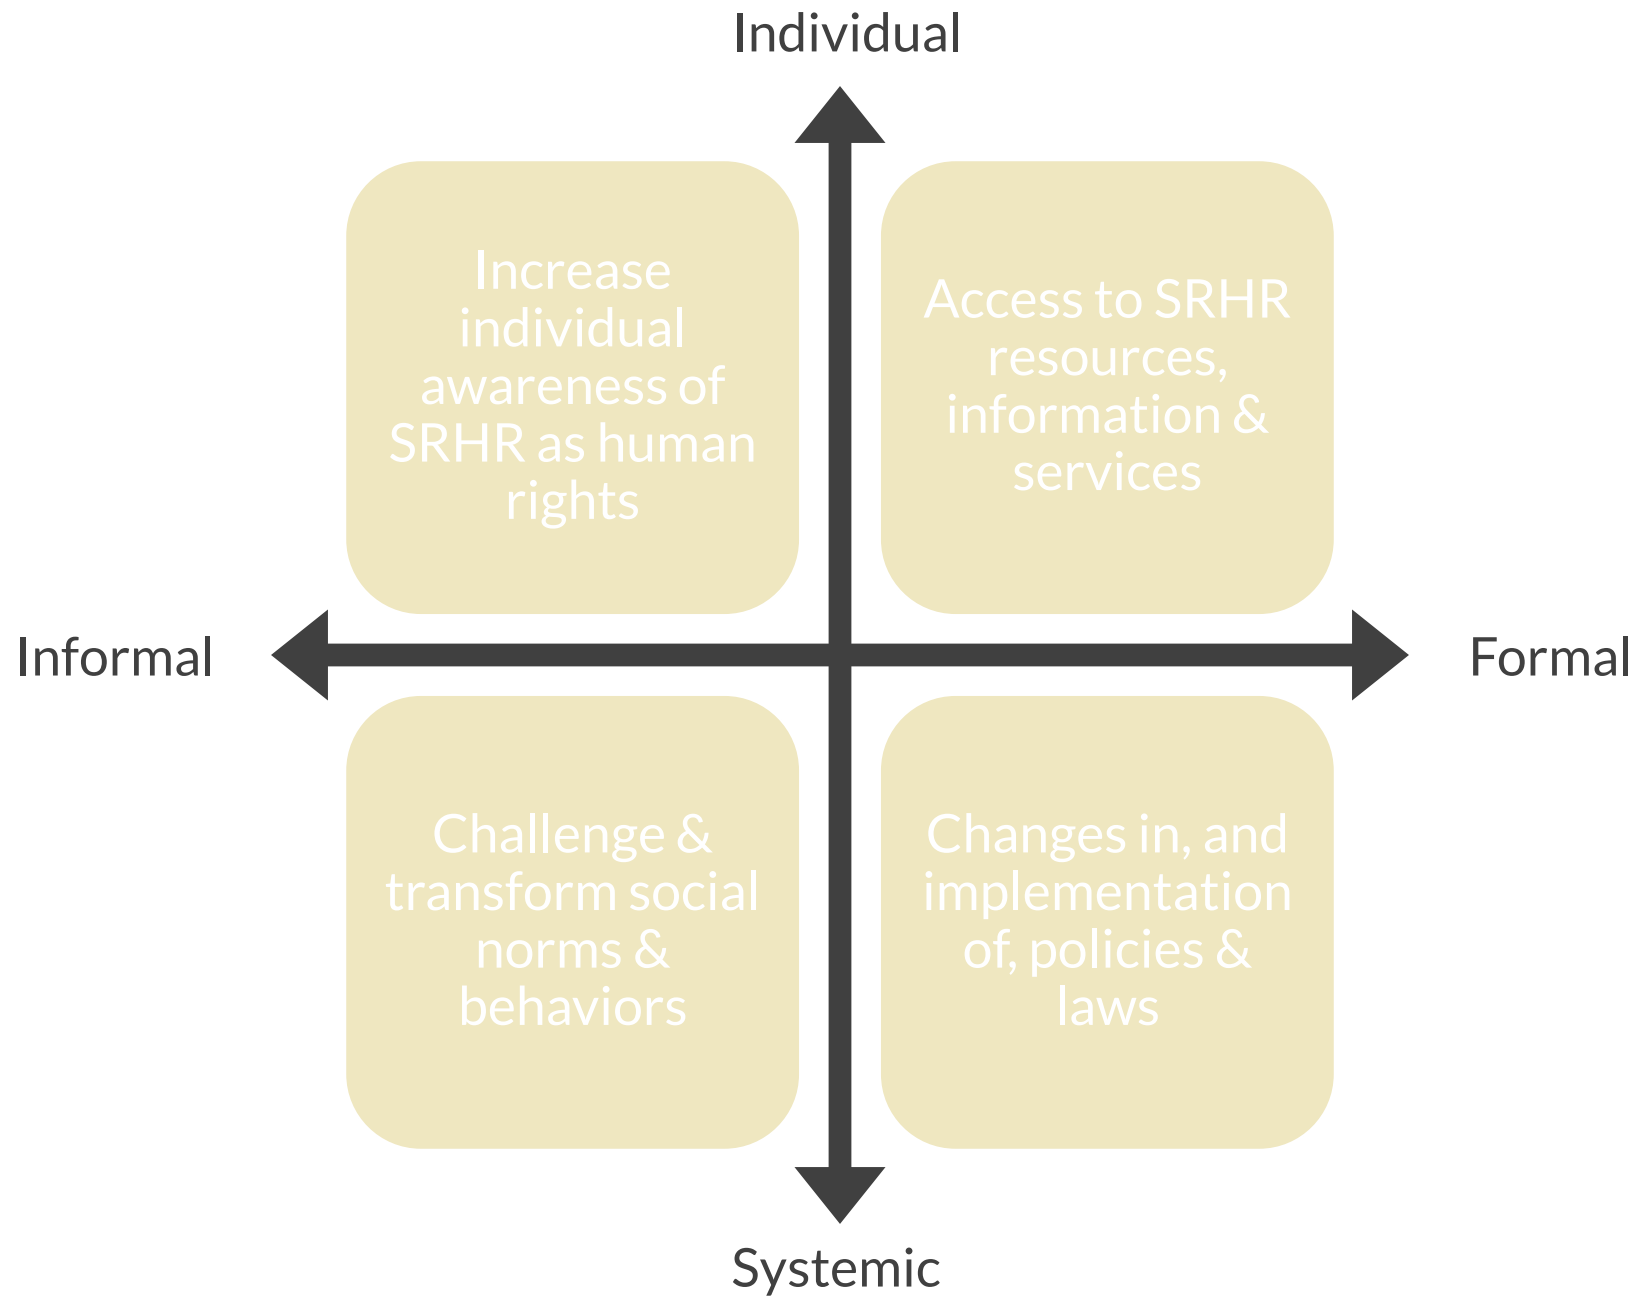 Individual
Increase
individual
awareness of
SRHR as human
rights
Access to SRHR
resources,
information &
services
Informal
Formal
Challenge &
transform social
norms &
behaviors
Changes in, and
implementation
of, policies &
laws
Systemic